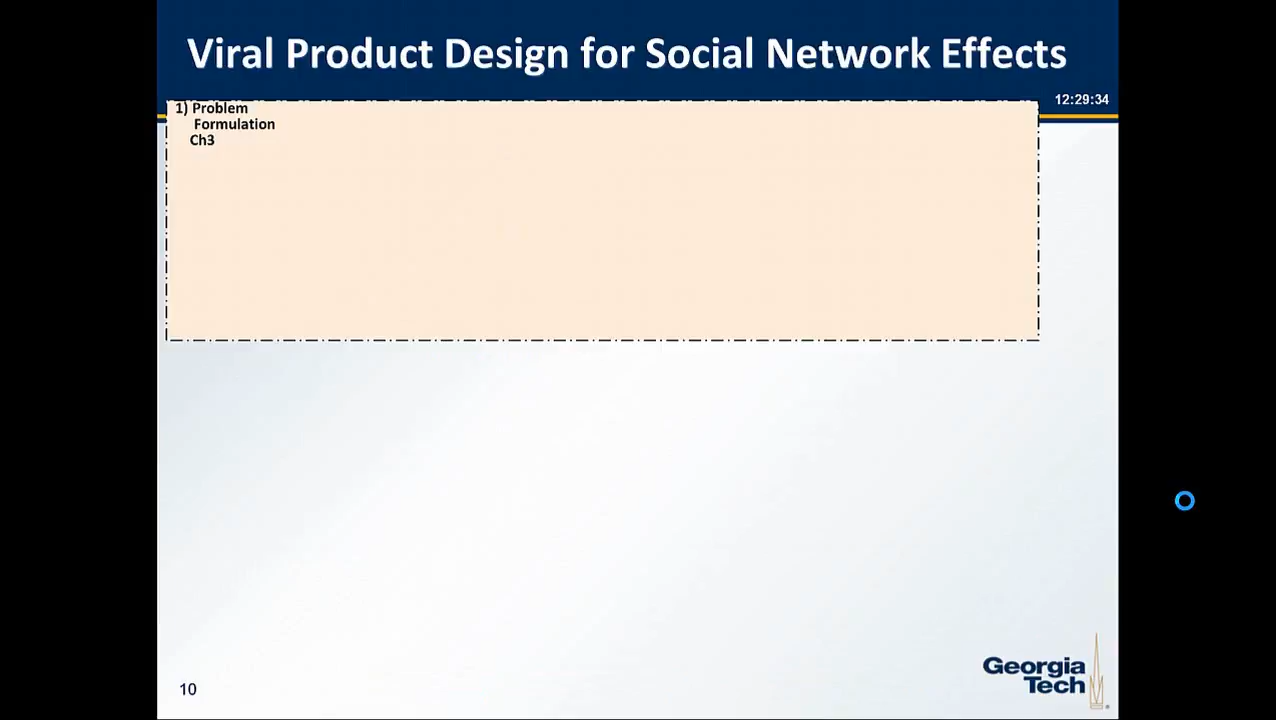 Viral Product Design for Social Network Effects
12:29:34
1) Problem
Formulation
Ch3
10
Georgia
Tech